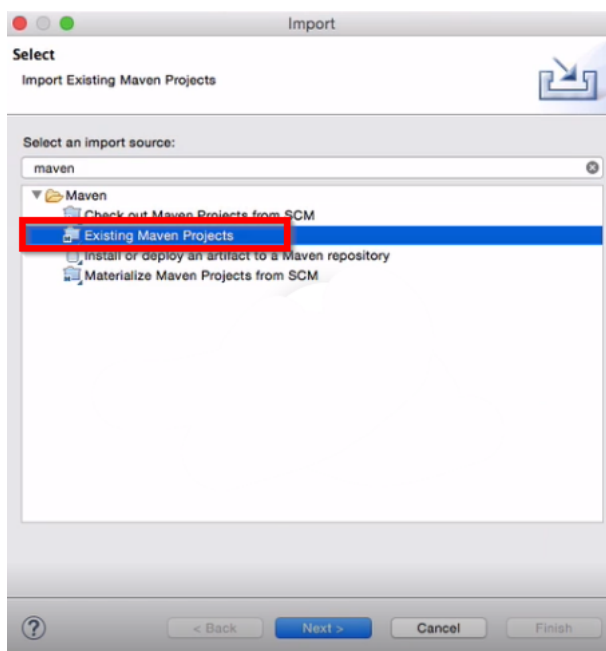 Import
Select
Import Existing Maven Projects
Select an import source:
maven
Maven
Check out Maven Projects from SCM
Existing Maven Projects
Install or deploy an artifact to a Maven repository
Materialize Maven Projects from SCM
? < Back Next > Cancel Finish